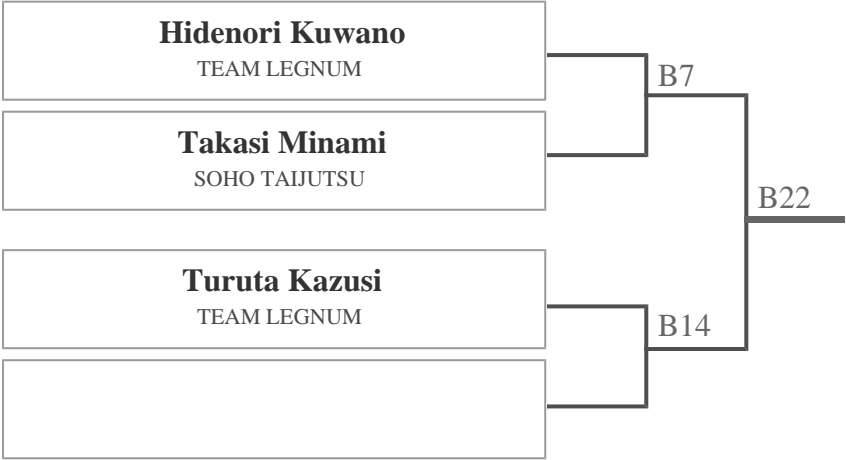 Hidenori Kuwano
TEAM LEGNUM
B7
Takasi Minami
SOHO TAIJUTSU
B22
Turuta Kazusi
TEAM LEGNUM
B14